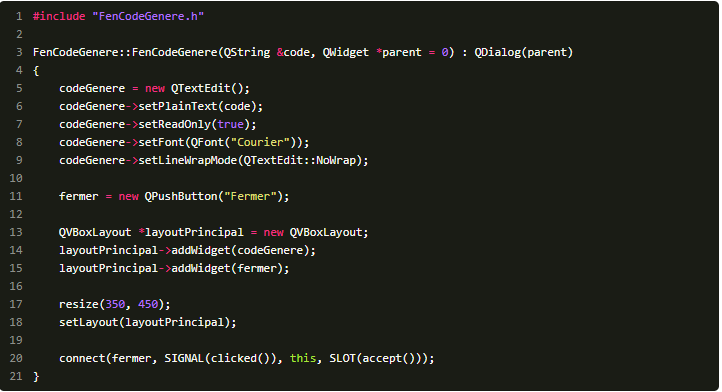 1 #include "FenCodeGenere.h"
2
3 FenCodeGenere::FenCodeGenere(QString &code, QWidget *parent = 0) : QDialog(parent)
4 {
5     codeGenere = new QTextEdit();
6     codeGenere->setPlainText(code);
7     codeGenere->setReadOnly(true);
8     codeGenere->setFont(QFont("Courier"));
9     codeGenere->setLineWrapMode(QTextEdit::NoWrap);
10
11     fermer = new QPushButton("Fermer");
12
13     QVBoxLayout *layoutPrincipal = new QVBoxLayout;
14     layoutPrincipal->addWidget(codeGenere);
15     layoutPrincipal->addWidget(fermer);
16
17     resize(350, 450);
18     setLayout(layoutPrincipal);
19
20     connect(fermer, SIGNAL(clicked()), this, SLOT(accept()));
21 }